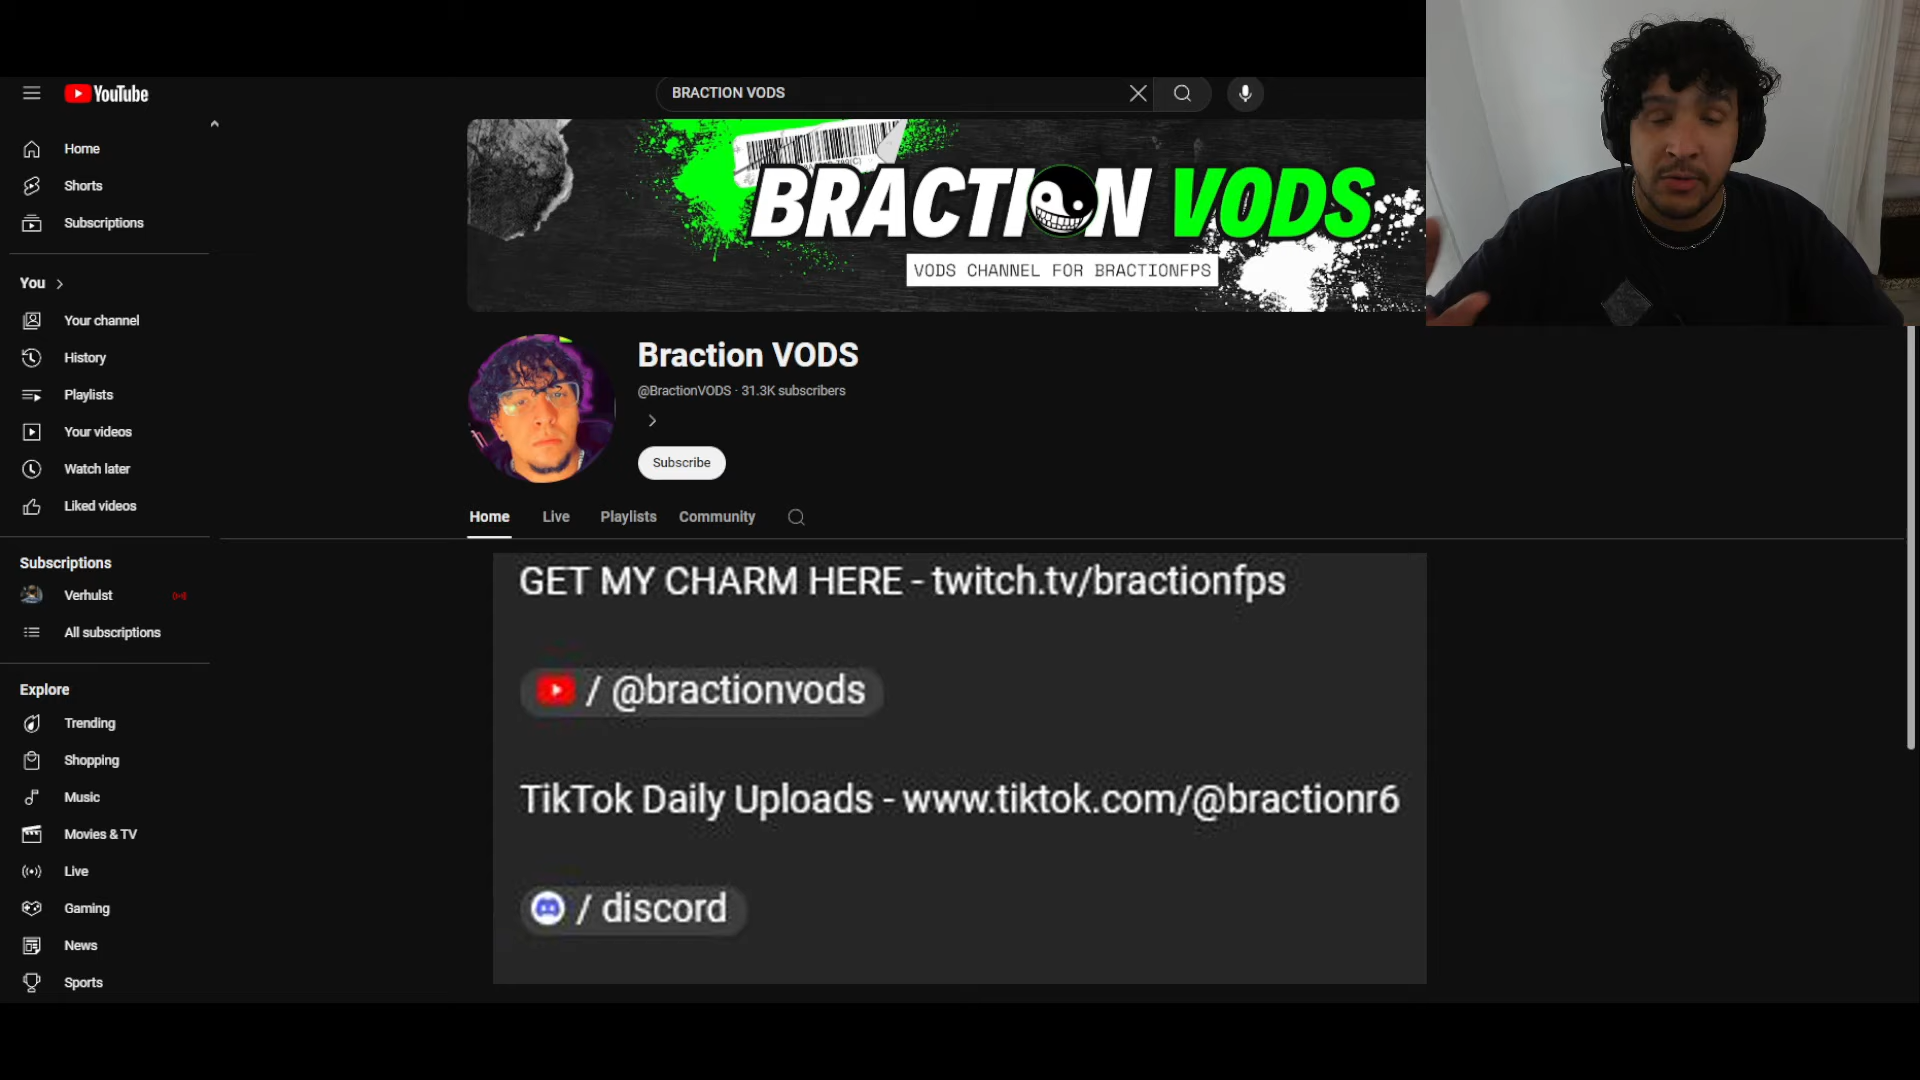 YouTube
BRACTION VODS
Home
Shorts
Subscriptions
You
Your channel
History
Playlists
Your videos
Watch later
Liked videos
Subscriptions
Verhulst
All subscriptions
Explore
Trending
Shopping
Music
Movies & TV
Live
Gaming
News
Sports
BRACTION VODS
VODS CHANNEL FOR BRACTIONFPS
Braction VODS
@BractionVODS · 31.3K subscribers
Subscribe
Home Live Playlists Community
GET MY CHARM HERE - twitch.tv/bractionfps
/ @bractionvods
TikTok Daily Uploads - www.tiktok.com/@bractionr6
/ discord